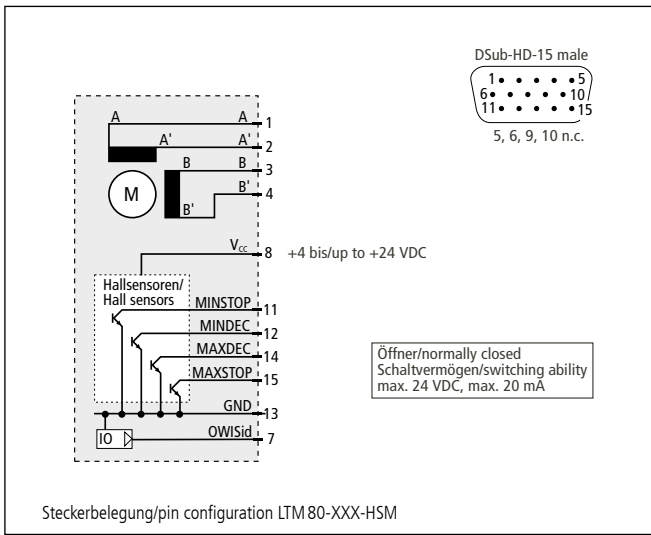 DSub-HD-15 male
1 5
6 10
11 15
5, 6, 9, 10 n.c.
A A 1
A' A' 2
B B 3
M
B' B' 4
Vcc 8 +4 bis/up to +24 VDC
Hallsensoren/
Hall sensors
MINSTOP 11
MINDEC 12
MAXDEC 14
MAXSTOP 15
GND 13
IO OWISid 7
Öffner/normally closed
Schaltvermögen/switching ability
max. 24 VDC, max. 20 mA
Steckerbelegung/pin configuration LTM 80-XXX-HSM